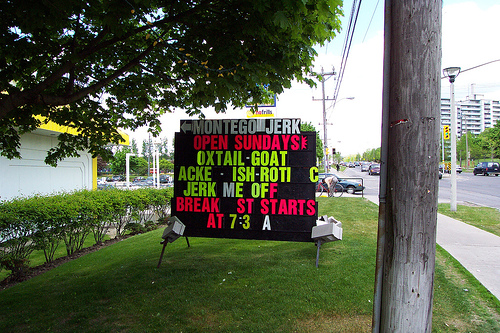 MONTEGO JERK
OPEN SUNDAYS
OXTAIL-GOAT
ACKE - ISH-ROTI C
JERK ME OFF
BREAK ST STARTS
AT 7:3 A